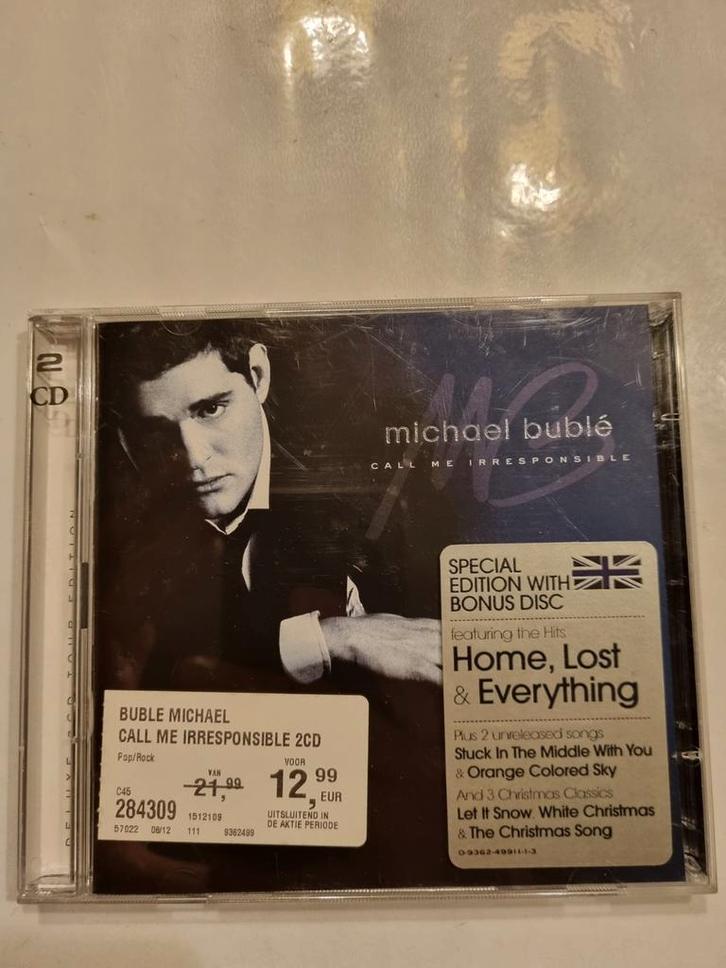 2
CD
DELUXE 2CD TOUR EDITION
MB
michael bublé
CALL ME IRRESPONSIBLE
SPECIAL
EDITION WITH
BONUS DISC
featuring the Hits
Home, Lost
& Everything
Plus 2 unreleased songs
Stuck In The Middle With You
& Orange Colored Sky
And 3 Christmas Classics
Let It Snow, White Christmas
& The Christmas Song
0-9362-49911-1-3
BUBLE MICHAEL
CALL ME IRRESPONSIBLE 2CD
Pop/Rock
VAN
21,99
VOOR
12,99 EUR
C45
284309
1512109
UITSLUITEND IN
DE AKTIE PERIODE
57022 06/12 111 9362499